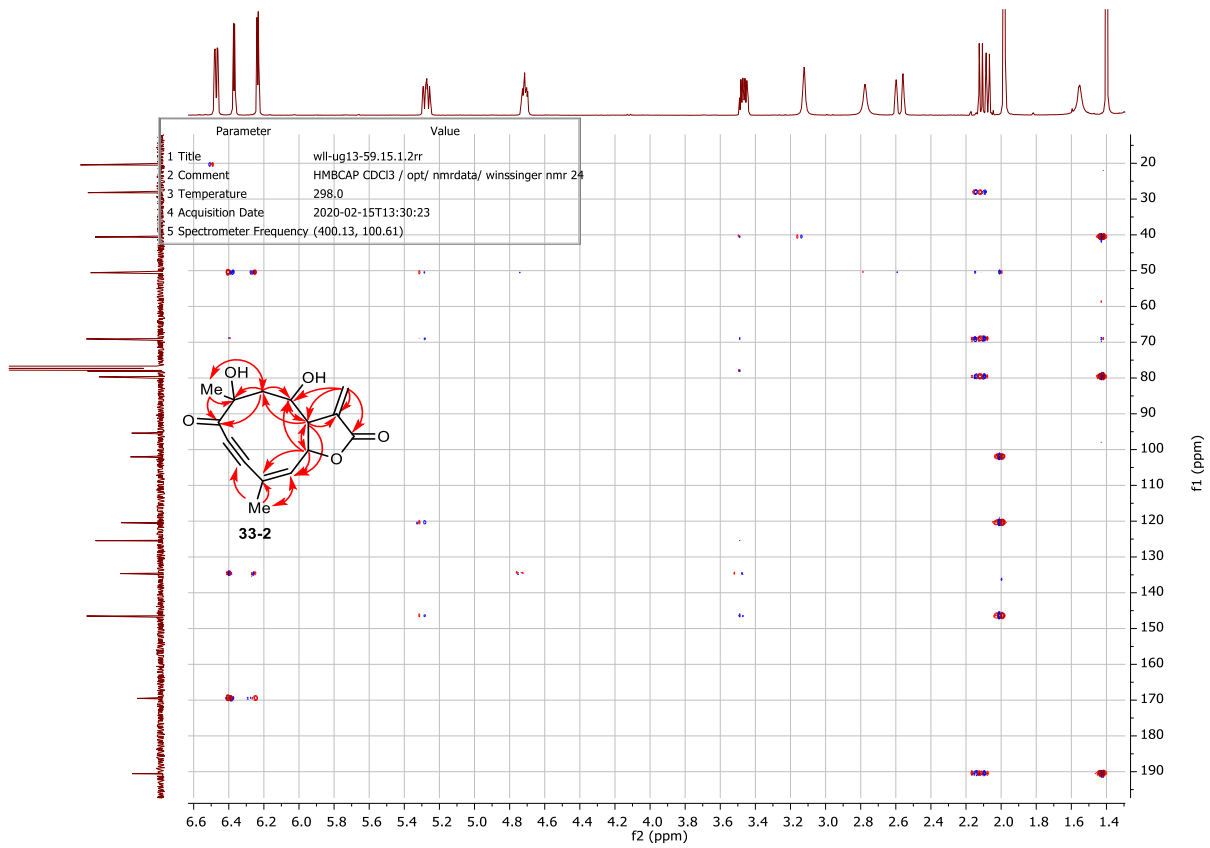 Parameter Value
1 Title wll-ug13-59.15.1.2rr
2 Comment HMBCAP CDCl3 / opt/ nmrdata/ winssinger nmr 24
3 Temperature 298.0
4 Acquisition Date 2020-02-15T13:30:23
5 Spectrometer Frequency (400.13, 100.61)
20
30
40
50
60
70
80
90
100
110
120
130
140
150
160
170
180
190
f1 (ppm)
OH
Me
OH
O
O
O
Me
33-2
6.6 6.4 6.2 6.0 5.8 5.6 5.4 5.2 5.0 4.8 4.6 4.4 4.2 4.0 3.8 3.6 3.4 3.2 3.0 2.8 2.6 2.4 2.2 2.0 1.8 1.6 1.4
f2 (ppm)